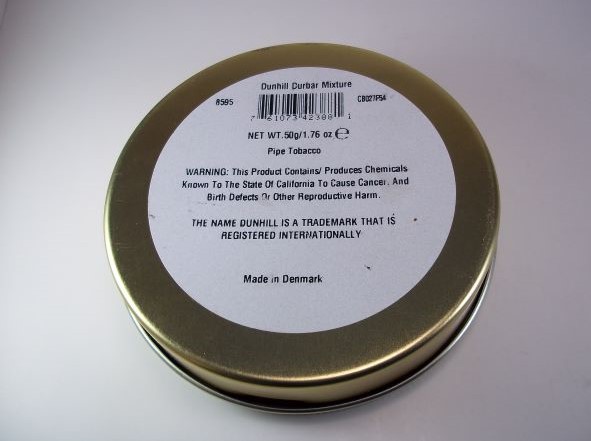 Dunhill Durbar Mixture
8595
CB027F54
7 61073 42388 1
NET WT.50g/1.76 oz ℮
Pipe Tobacco
WARNING: This Product Contains/ Produces Chemicals
Known To The State Of California To Cause Cancer. And
Birth Defects Or Other Reproductive Harm.
THE NAME DUNHILL IS A TRADEMARK THAT IS
REGISTERED INTERNATIONALLY
Made in Denmark